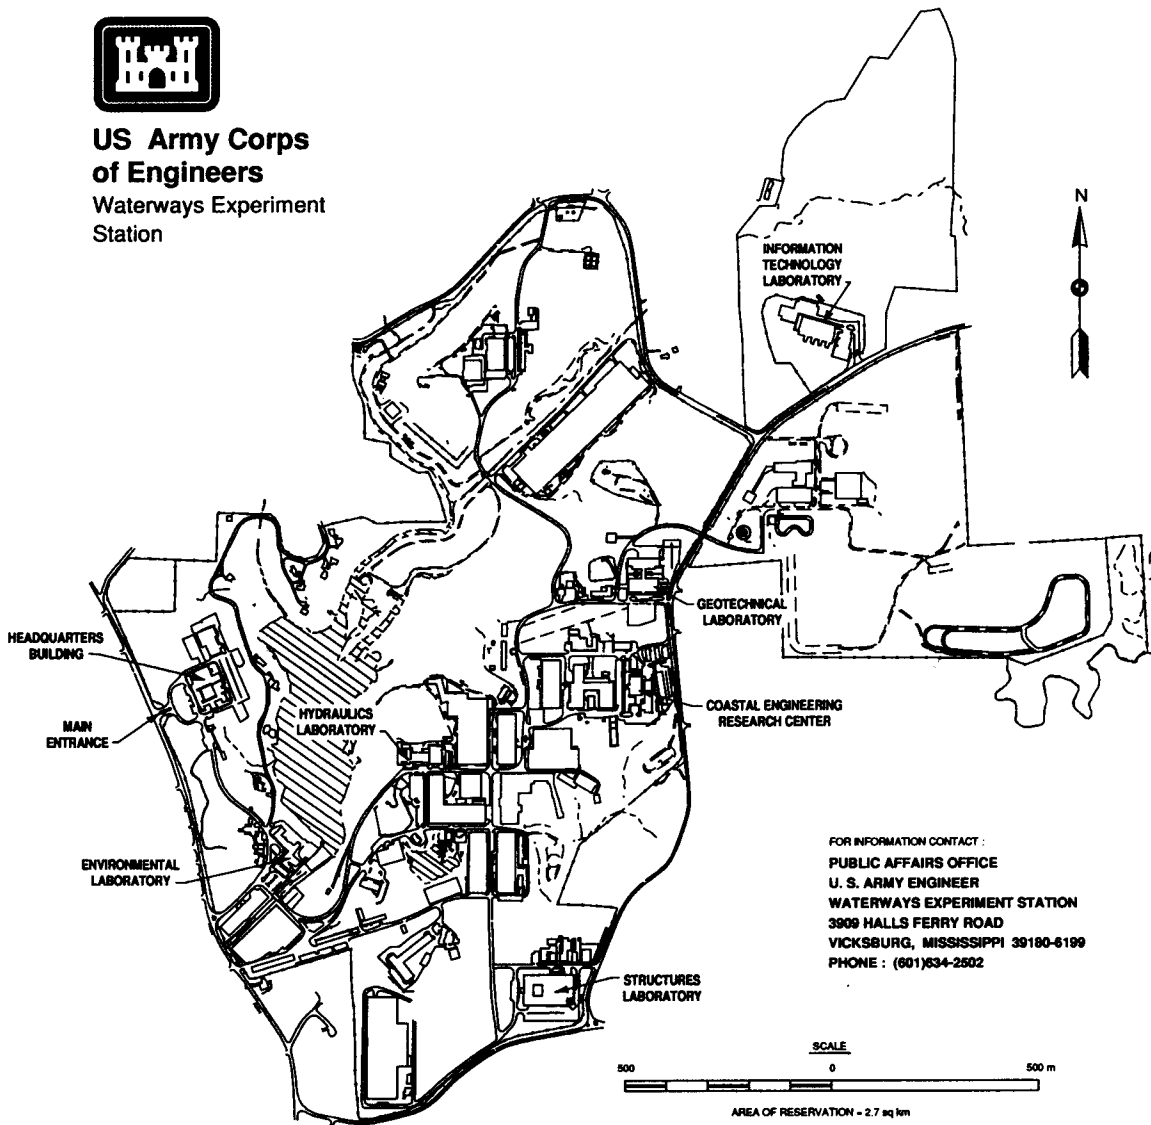 US Army Corps
of Engineers
Waterways Experiment
Station
N
INFORMATION
TECHNOLOGY
LABORATORY
GEOTECHNICAL
LABORATORY
HEADQUARTERS
BUILDING
MAIN
ENTRANCE
HYDRAULICS
LABORATORY
COASTAL ENGINEERING
RESEARCH CENTER
ENVIRONMENTAL
LABORATORY
STRUCTURES
LABORATORY
FOR INFORMATION CONTACT :
PUBLIC AFFAIRS OFFICE
U. S. ARMY ENGINEER
WATERWAYS EXPERIMENT STATION
3909 HALLS FERRY ROAD
VICKSBURG, MISSISSIPPI 39180-6199
PHONE : (601)634-2502
SCALE
500 0 500 m
AREA OF RESERVATION - 2.7 sq km